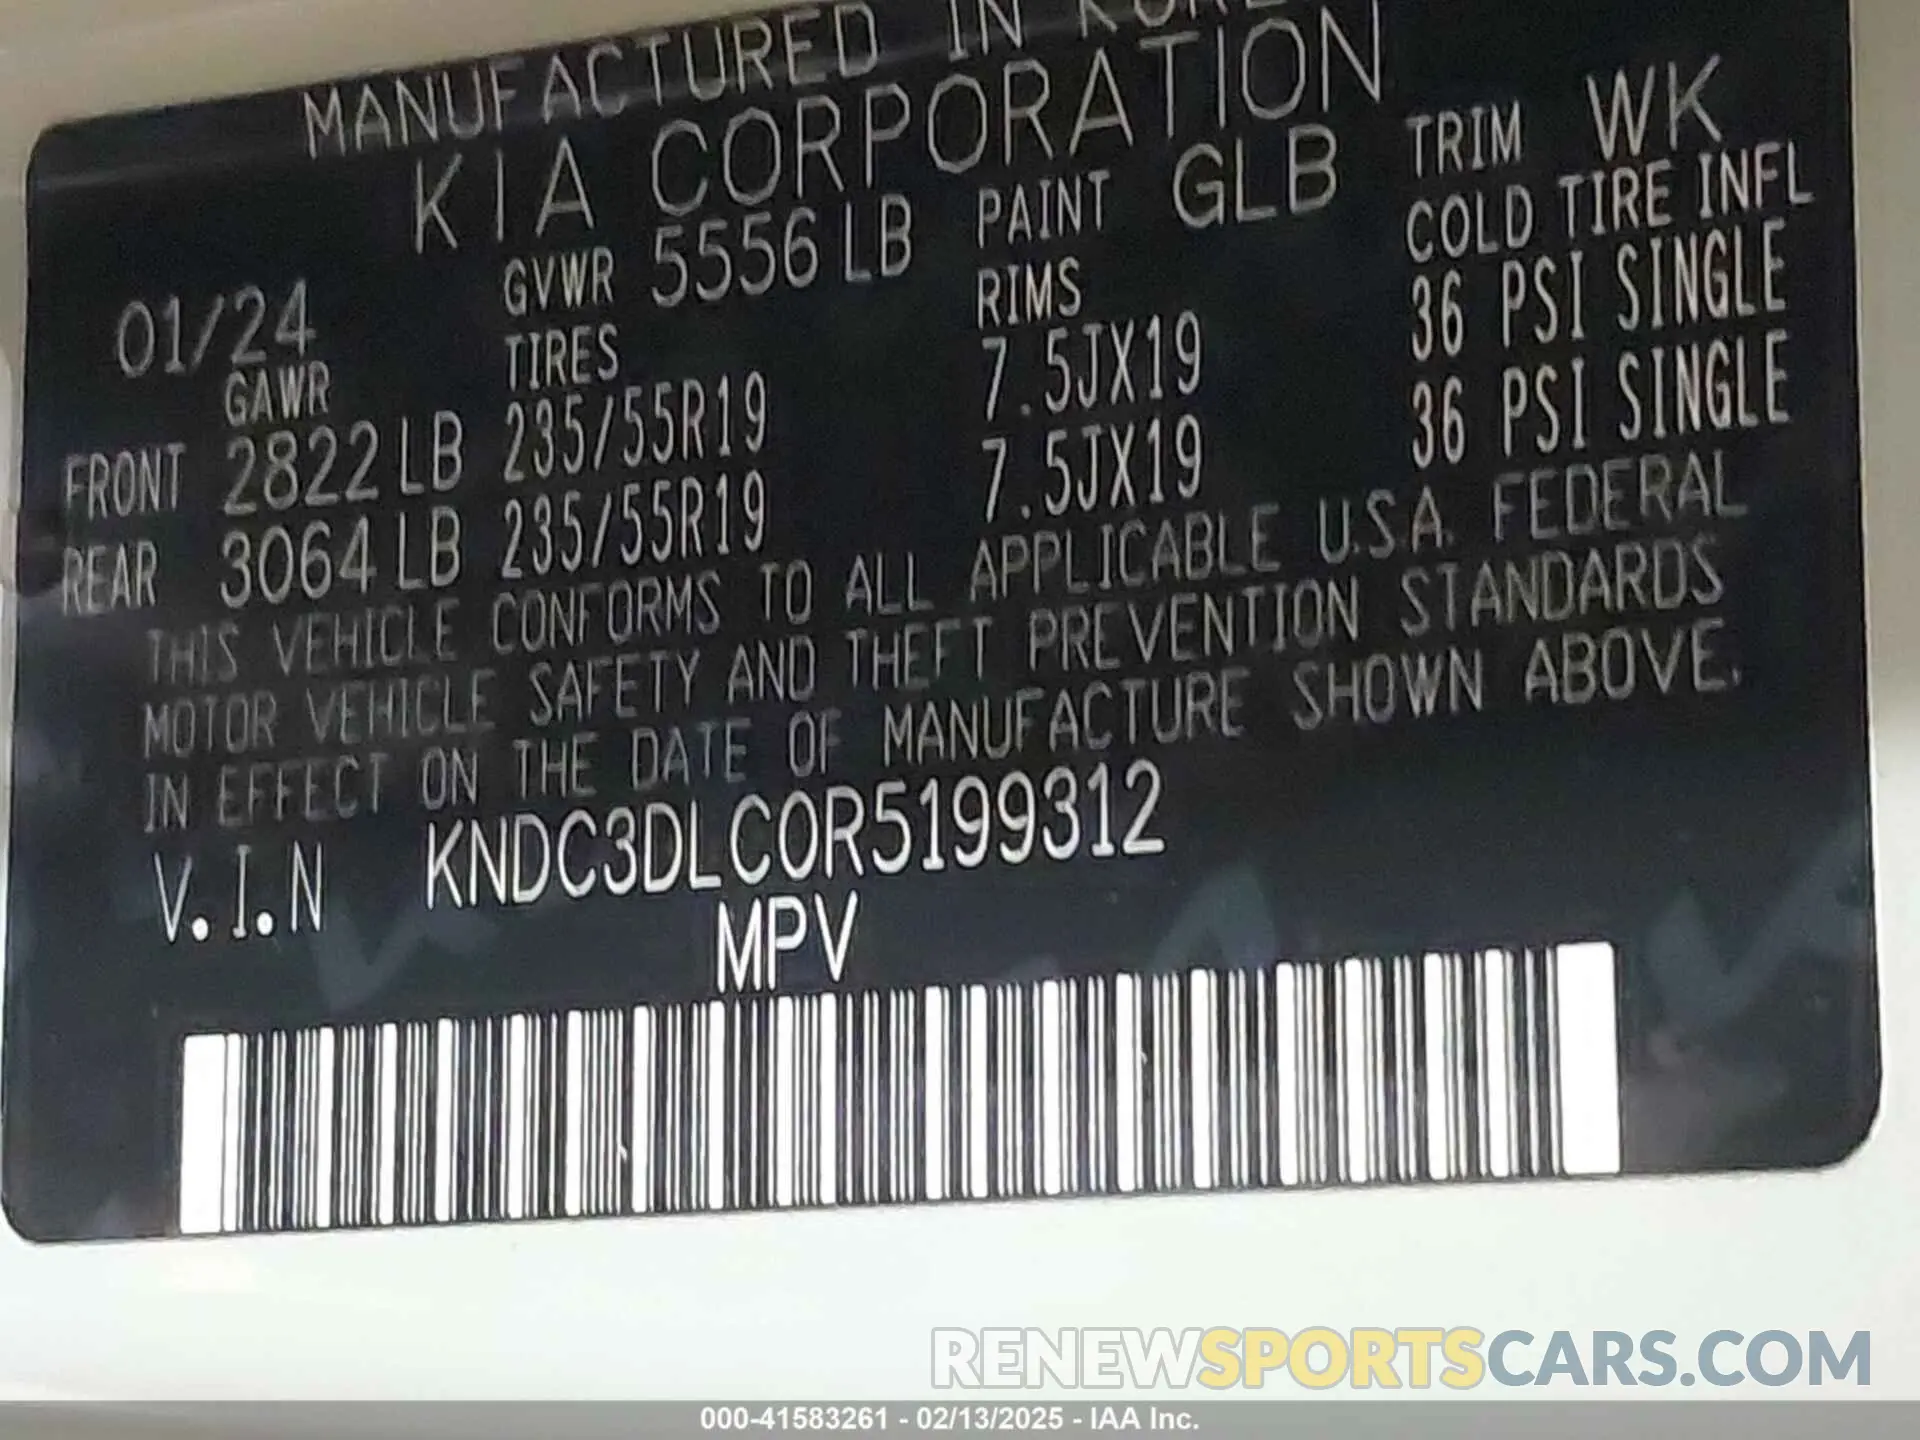 MANUFACTURED IN KORE
KIA CORPORATION
01/24 GVWR 5556 LB PAINT GLB TRIM WK
GAWR TIRES RIMS COLD TIRE INFL
FRONT 2822 LB 235/55R19 7.5JX19 36 PSI SINGLE
REAR 3064 LB 235/55R19 7.5JX19 36 PSI SINGLE
THIS VEHICLE CONFORMS TO ALL APPLICABLE U.S.A. FEDERAL
MOTOR VEHICLE SAFETY AND THEFT PREVENTION STANDARDS
IN EFFECT ON THE DATE OF MANUFACTURE SHOWN ABOVE.
V.I.N KNDC3DLC0R5199312
MPV
RENEWSPORTSCARS.COM
000-41583261 - 02/13/2025 - IAA Inc.